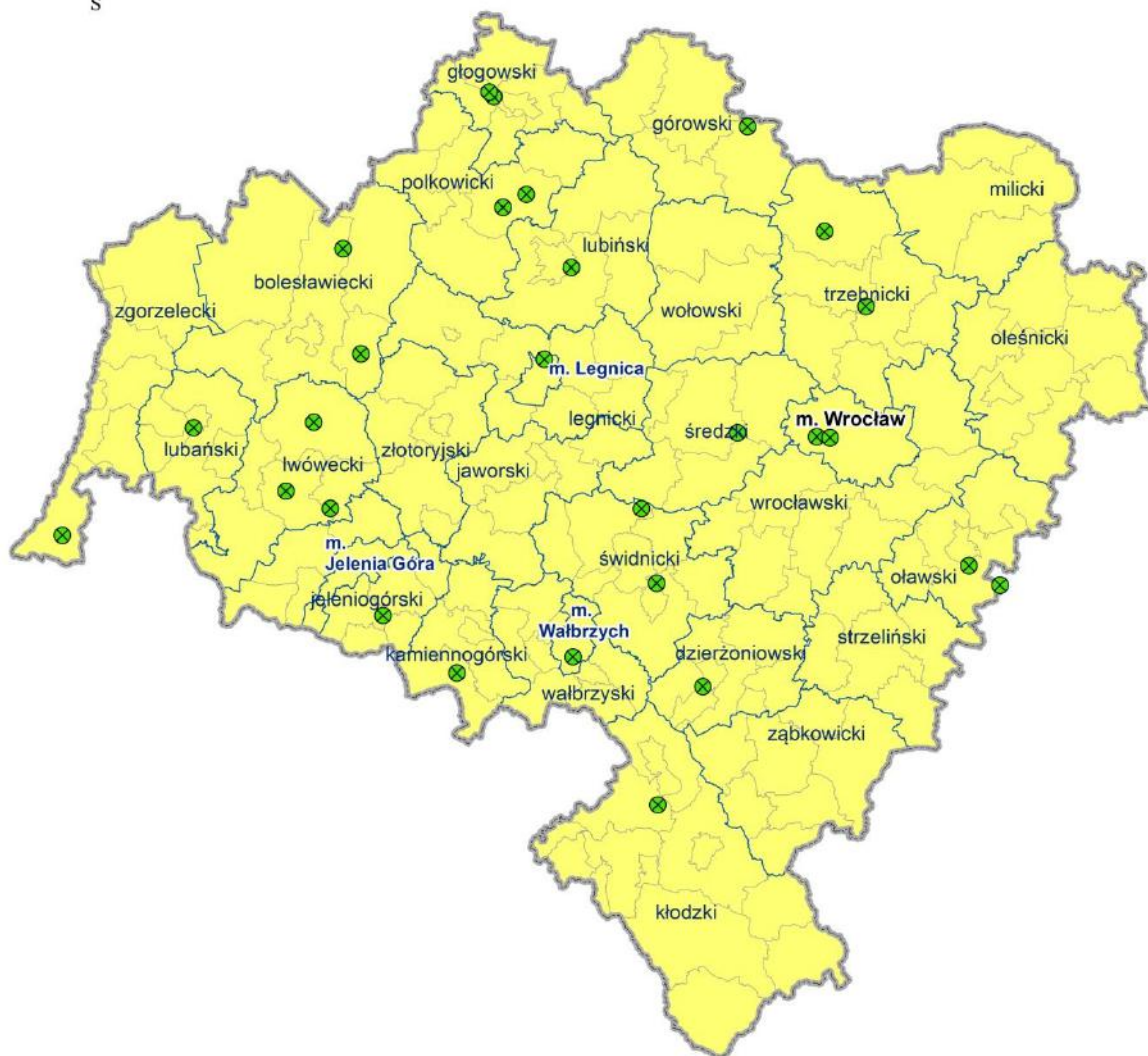 s
głogowski
górowski
polkowicki
milicki
lubiński
bolesławiecki
trzebnicki
zgorzelecki
wołowski
oleśnicki
m. Legnica
legnicki
m. Wrocław
średzki
lubański
lwówecki
złotoryjski
jaworski
wrocławski
m.
Jelenia Góra
świdnicki
oławski
jeleniogórski
m.
Wałbrzych
strzeliński
kamiennogórski
dzierżoniowski
wałbrzyski
ząbkowicki
kłodzki